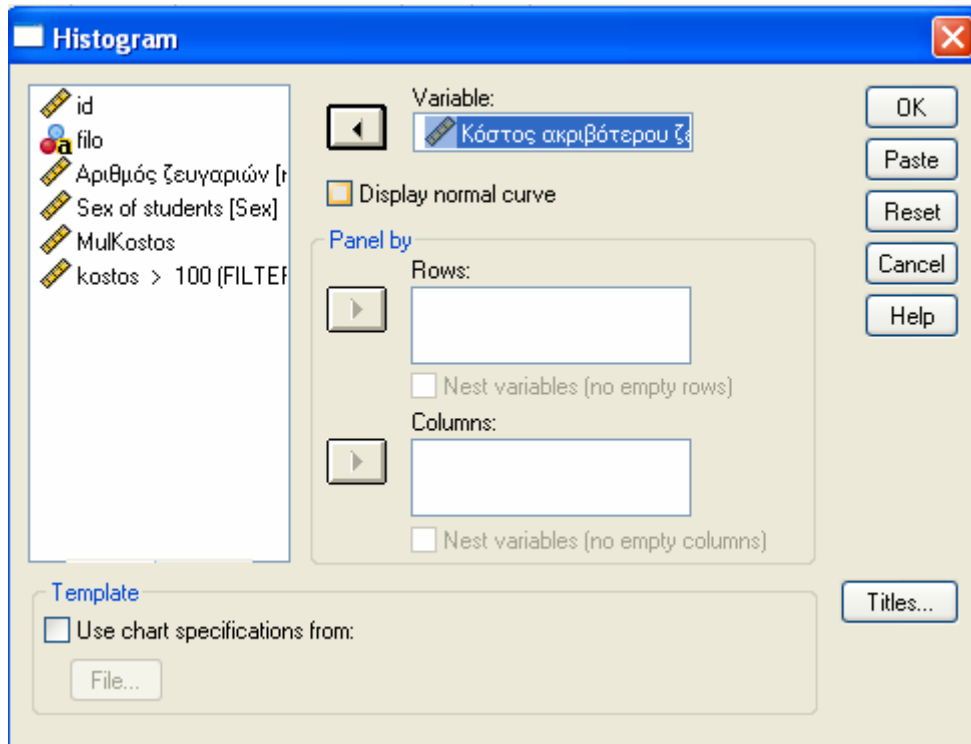 Histogram
id
filo
Αριθμός ζευγαριών [r
Sex of students [Sex]
MulKostos
kostos > 100 (FILTEF
Variable:
Κόστος ακριβότερου ζε
Display normal curve
Panel by
Rows:
Nest variables (no empty rows)
Columns:
Nest variables (no empty columns)
OK
Paste
Reset
Cancel
Help
Template
Use chart specifications from:
File...
Titles...